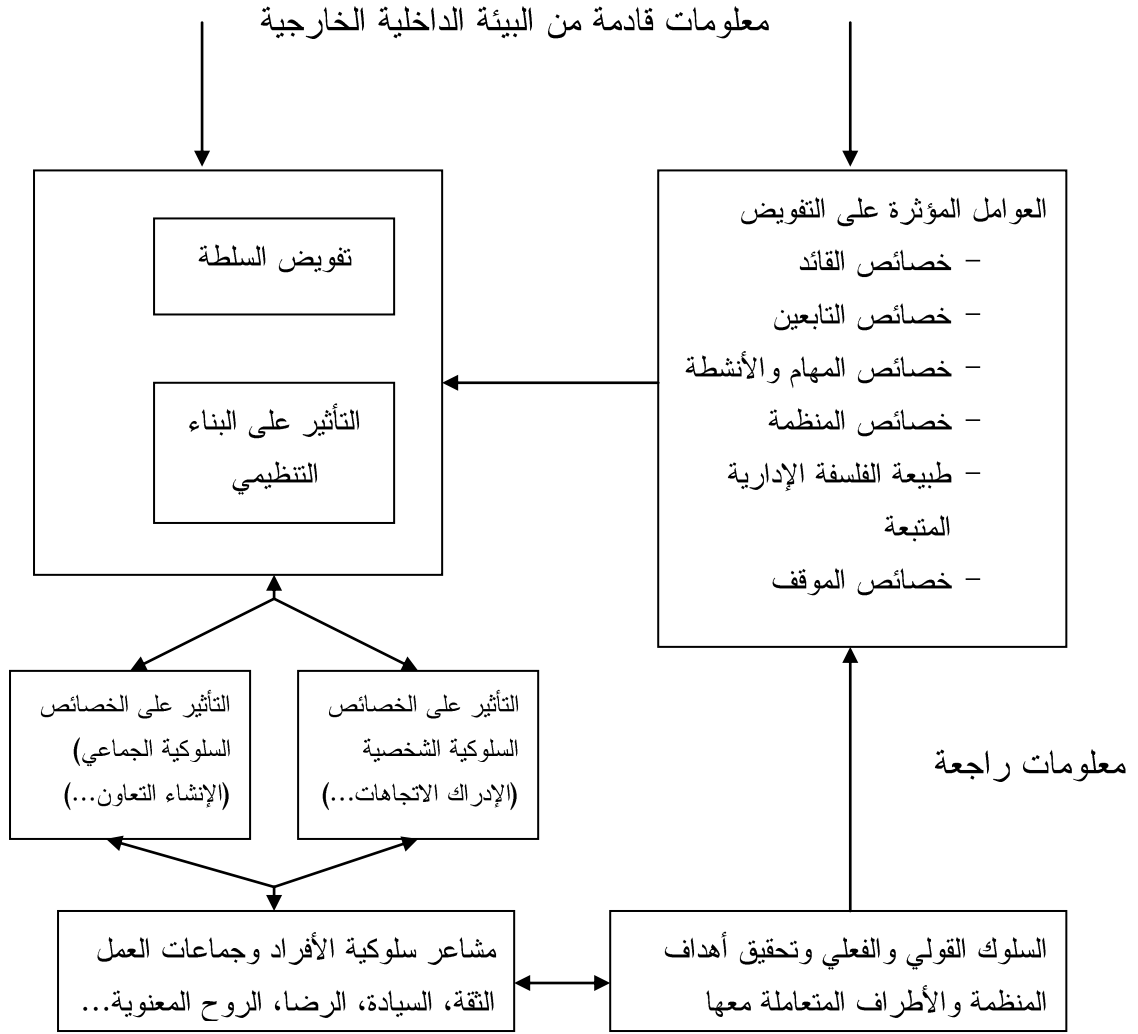 معلومات قادمة من البيئة الداخلية الخارجية
العوامل المؤثرة على التفويض
- خصائص القائد
- خصائص التابعين
- خصائص المهام والأنشطة
- خصائص المنظمة
- طبيعة الفلسفة الإدارية
المتبعة
- خصائص الموقف
تفويض السلطة
التأثير على البناء
التنظيمي
التأثير على الخصائص
السلوكية الشخصية
(الإدراك الاتجاهات...)
التأثير على الخصائص
السلوكية الجماعي)
(الإنشاء التعاون...)
معلومات راجعة
السلوك القولي والفعلي وتحقيق أهداف
المنظمة والأطراف المتعاملة معها
مشاعر سلوكية الأفراد وجماعات العمل
الثقة، السيادة، الرضا، الروح المعنوية...